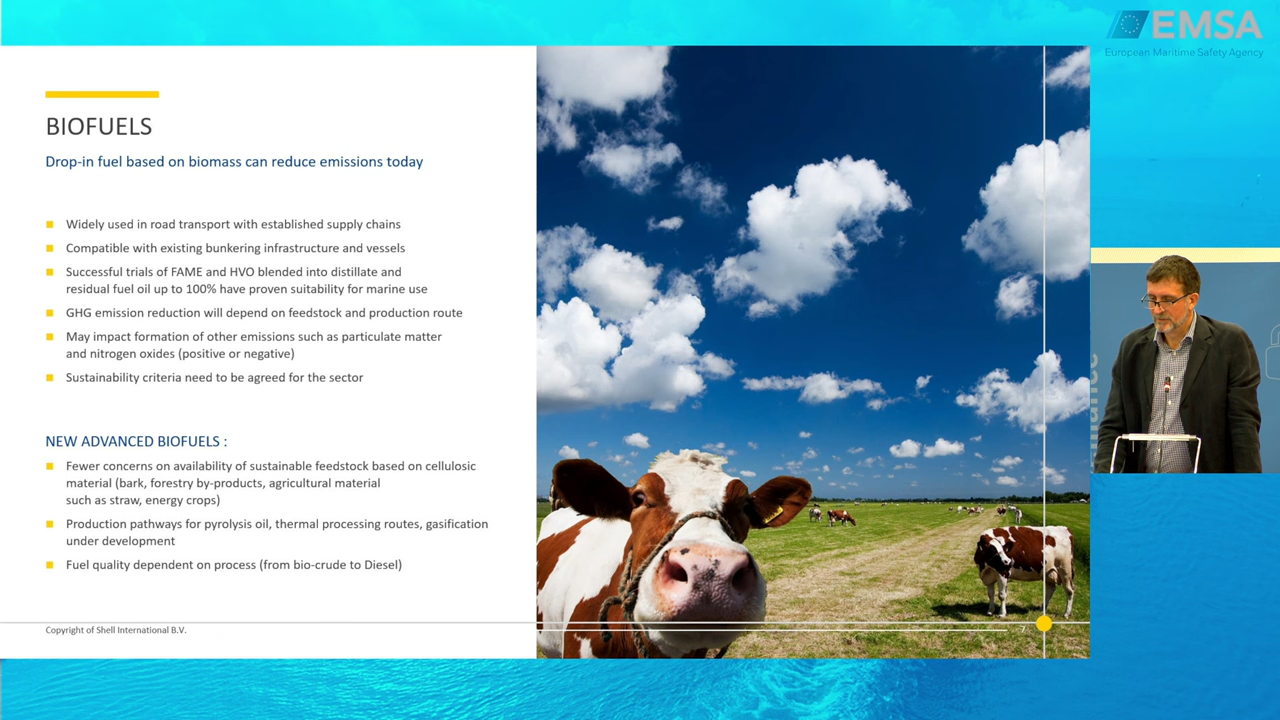 EMSA
European Maritime Safety Agency
BIOFUELS
Drop-in fuel based on biomass can reduce emissions today
Widely used in road transport with established supply chains
Compatible with existing bunkering infrastructure and vessels
Successful trials of FAME and HVO blended into distillate and
residual fuel oil up to 100% have proven suitability for marine use
GHG emission reduction will depend on feedstock and production route
May impact formation of other emissions such as particulate matter
and nitrogen oxides (positive or negative)
Sustainability criteria need to be agreed for the sector
NEW ADVANCED BIOFUELS :
Fewer concerns on availability of sustainable feedstock based on cellulosic
material (bark, forestry by-products, agricultural material
such as straw, energy crops)
Production pathways for pyrolysis oil, thermal processing routes, gasification
under development
Fuel quality dependent on process (from bio-crude to Diesel)
Copyright of Shell International B.V.
7